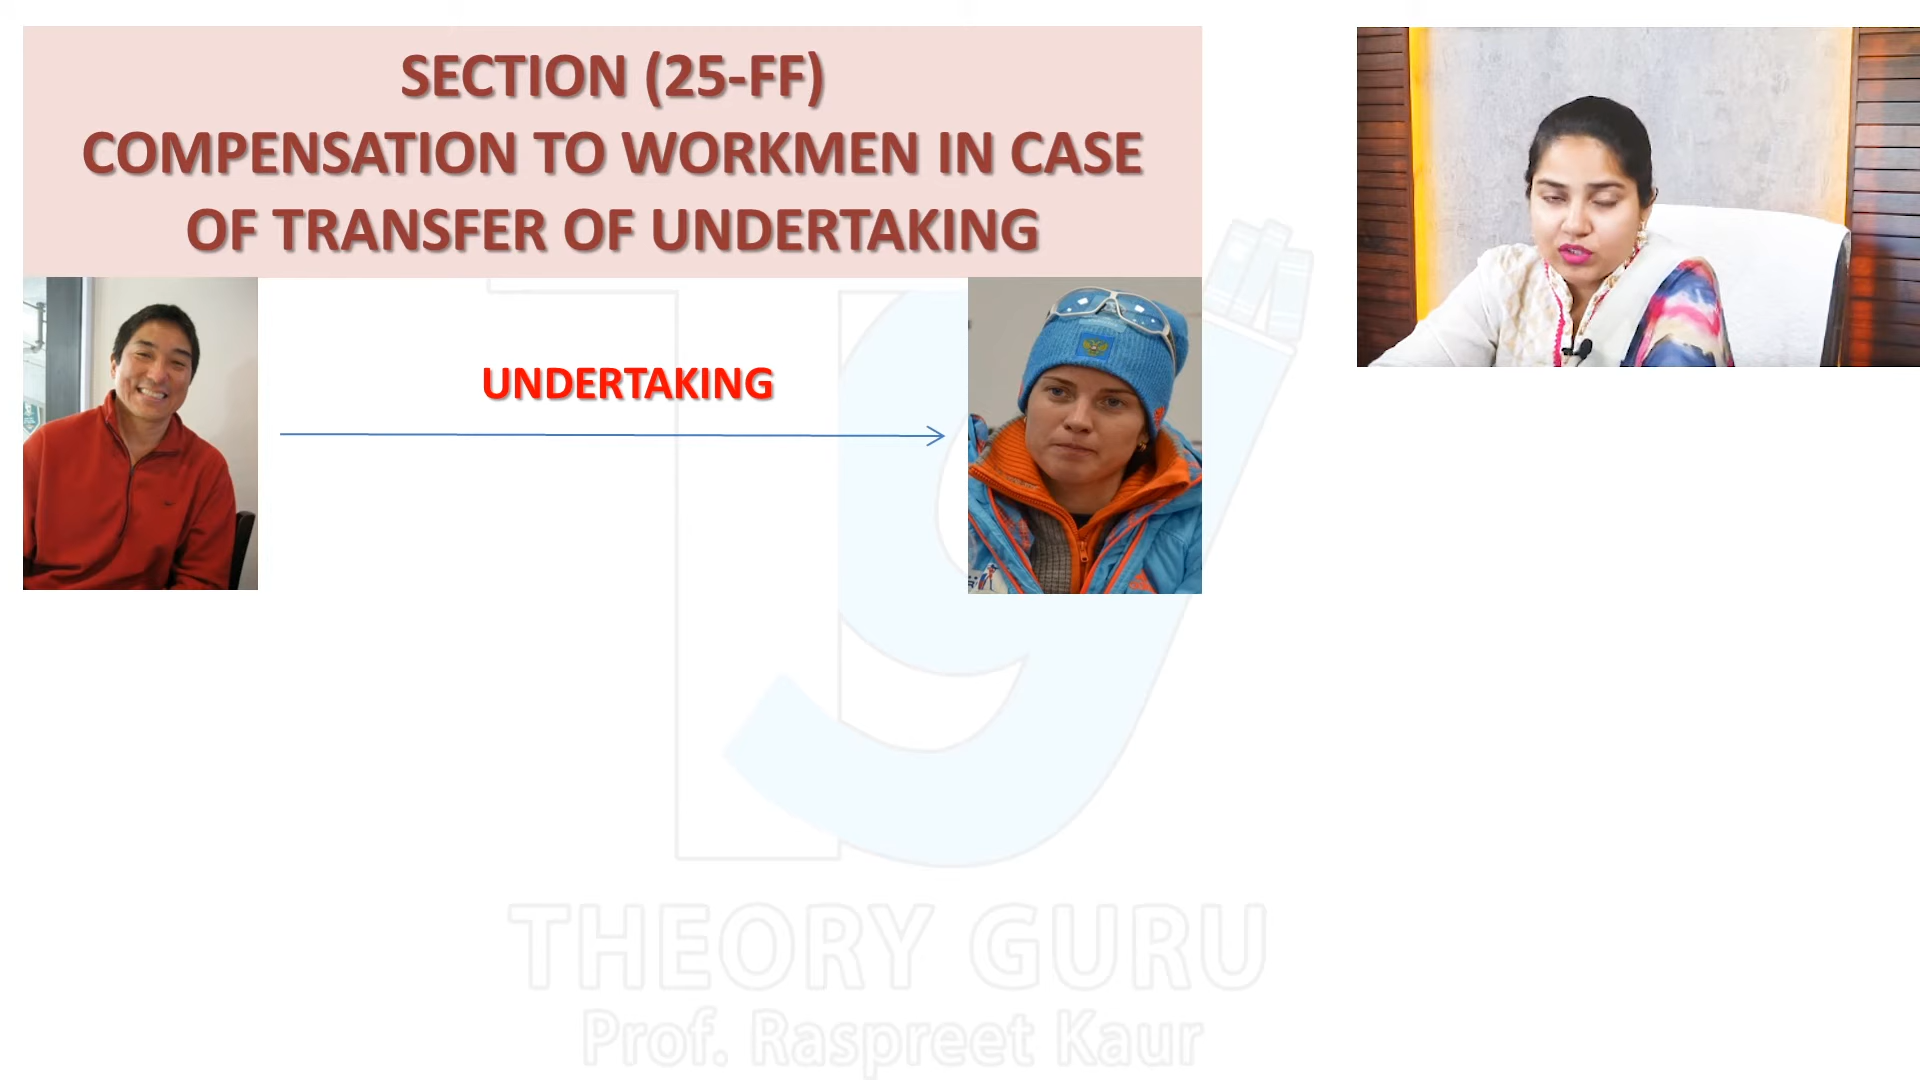 SECTION (25-FF)
COMPENSATION TO WORKMEN IN CASE
OF TRANSFER OF UNDERTAKING
UNDERTAKING
THEORY GURU
Prof. Raspreet Kaur